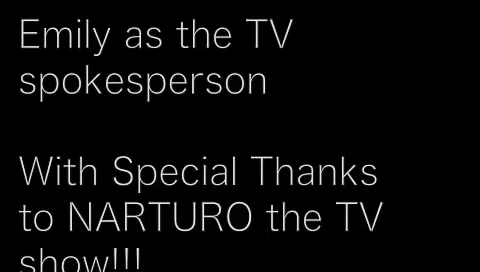 Emily as the TV
spokesperson
With Special Thanks
to NARTURO the TV
show!!!